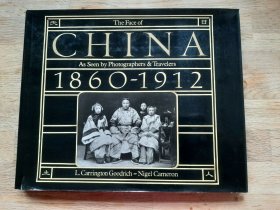 The Face of
CHINA
As Seen by Photographers & Travelers
1860-1912
L. Carrington Goodrich ~ Nigel Cameron